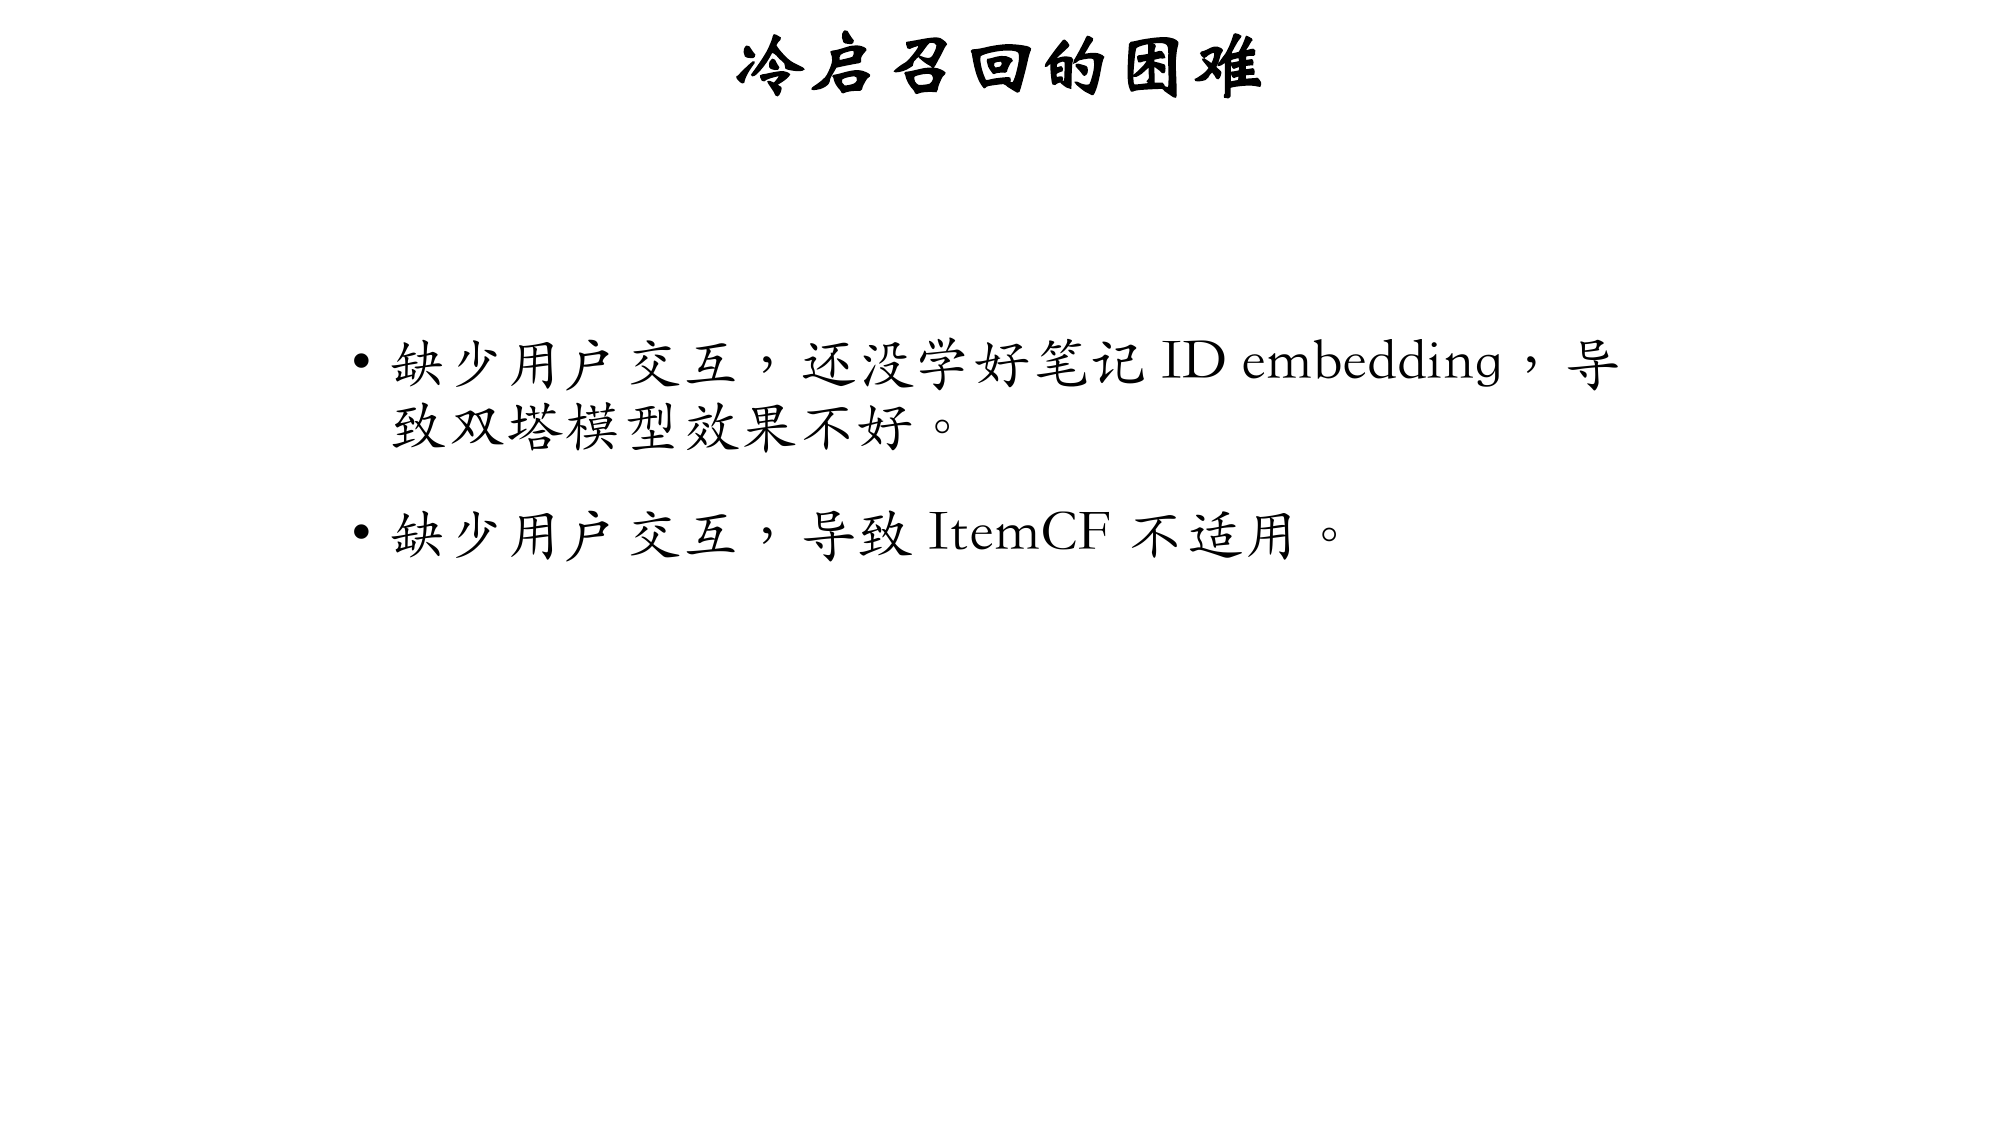 冷启召回的困难
• 缺少用户交互，还没学好笔记 ID embedding，导
致双塔模型效果不好。
• 缺少用户交互，导致 ItemCF 不适用。